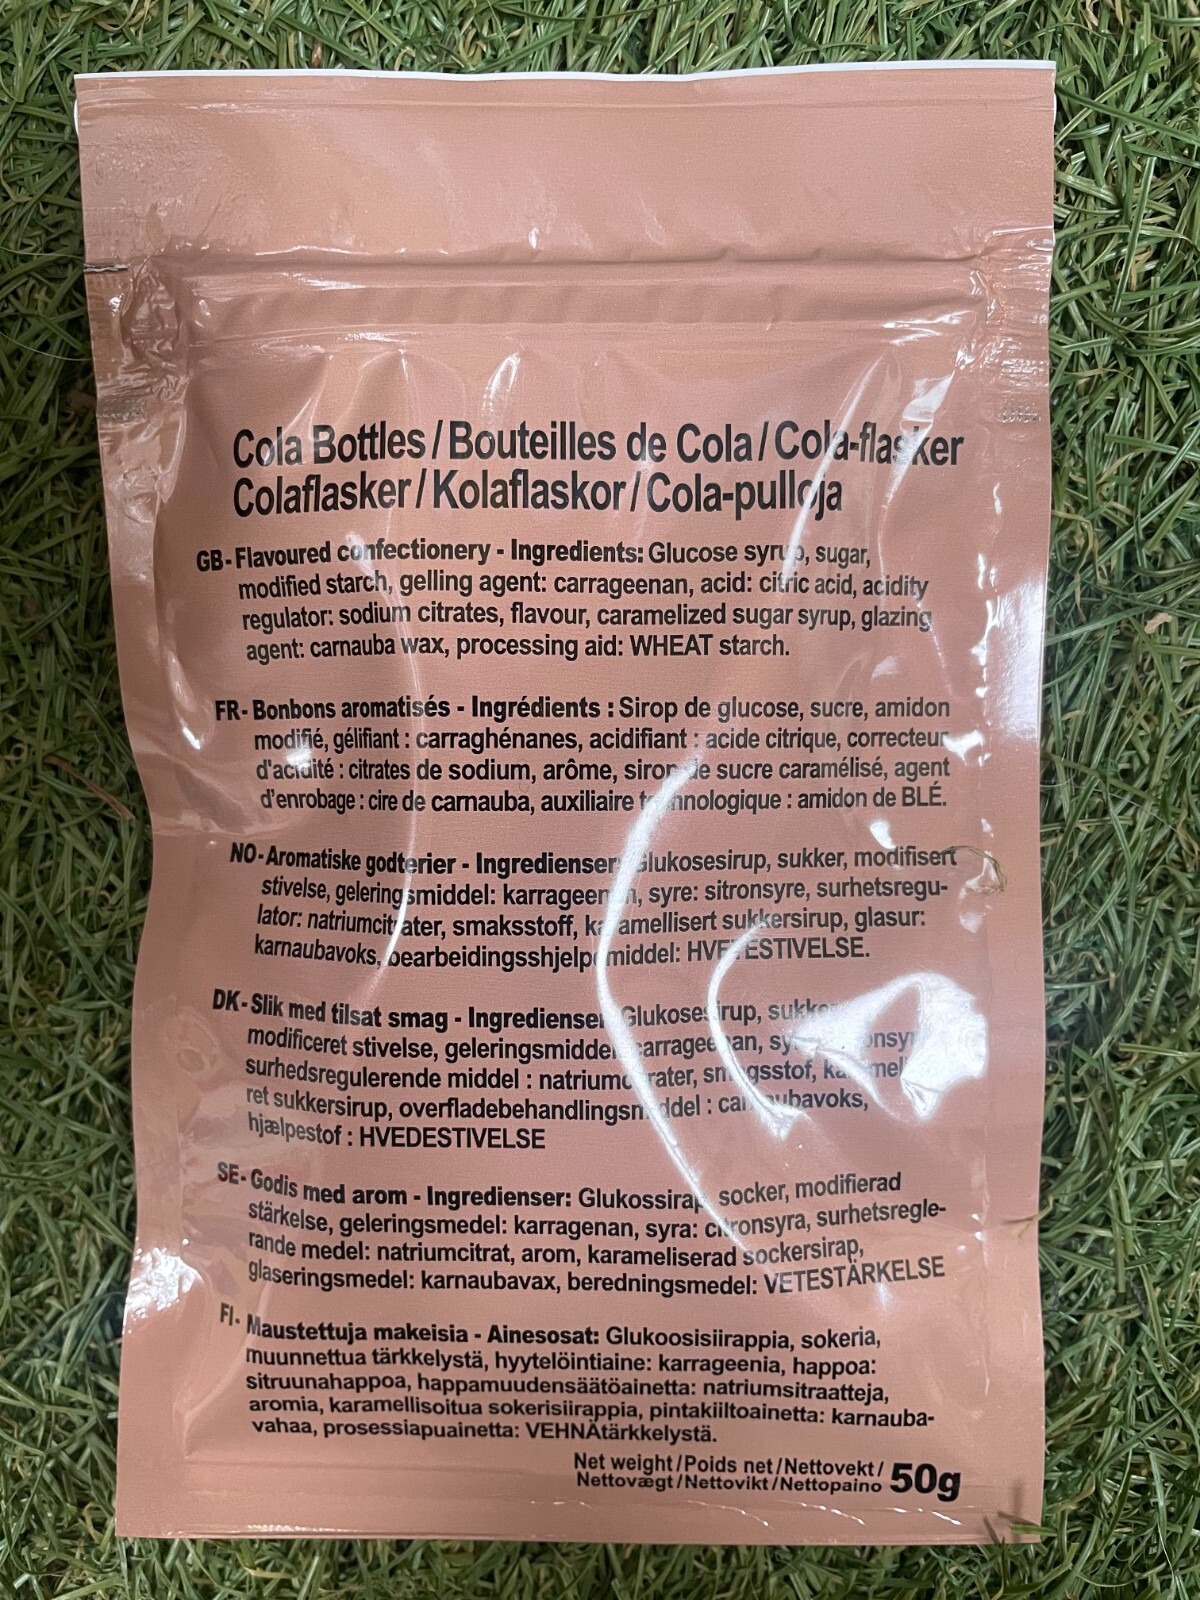 Cola Bottles / Bouteilles de Cola / Cola-flasker
Colaflasker / Kolaflaskor / Cola-pulloja
GB- Flavoured confectionery - Ingredients: Glucose syrup, sugar,
modified starch, gelling agent: carrageenan, acid: citric acid, acidity
regulator: sodium citrates, flavour, caramelized sugar syrup, glazing
agent: carnauba wax, processing aid: WHEAT starch.
FR- Bonbons aromatisés - Ingrédients : Sirop de glucose, sucre, amidon
modifié, gélifiant : carraghénanes, acidifiant : acide citrique, correcteur
d'acidité : citrates de sodium, arôme, sirop de sucre caramélisé, agent
d'enrobage : cire de carnauba, auxiliaire : amidon de BLÉ.
NO- Aromatiske godterier - Ingredienser: Glukosesirup, sukker, modifisert
stivelse, geleringsmiddel: karrageenan, syre: sitronsyre, surhetsregu-
lator: natriumcitrater, smaksstoff, karamellisert sukkersirup, glasur:
karnaubavoks, bearbeidingsshjelpemiddel: HVETESTIVELSE.
DK- Slik med tilsat smag - Ingredienser: Glukosesirup, sukker,
modificeret stivelse, geleringsmiddel: carrageenan,
surhedsregulerende middel : natriumcitrater, smagsstof,
ret sukkersirup, overfladebehandlingsmiddel : carnaubavoks,
hjælpestof : HVEDESTIVELSE
SE- Godis med arom - Ingredienser: Glukossirap, socker, modifierad
stärkelse, geleringsmedel: karragenan, syra: citronsyra, surhetsregle-
rande medel: natriumcitrat, arom, karameliserad sockersirap,
glaseringsmedel: karnaubavax, beredningsmedel: VETESTÄRKELSE
FI- Maustettuja makeisia - Ainesosat: Glukoosisiirappia, sokeria,
muunnettua tärkkelystä, hyytelöintiaine: karrageenia, happoa:
sitruunahappoa, happamuudensäätöainetta: natriumsitraatteja,
aromia, karamellisoitua sokerisiirappia, pintakiiltoainetta: karnauba-
vahaa, prosessiapuainetta: VEHNÄtärkkelystä.
Net weight / Poids net / Nettovekt /
Nettovægt / Nettovikt / Nettopaino 50g